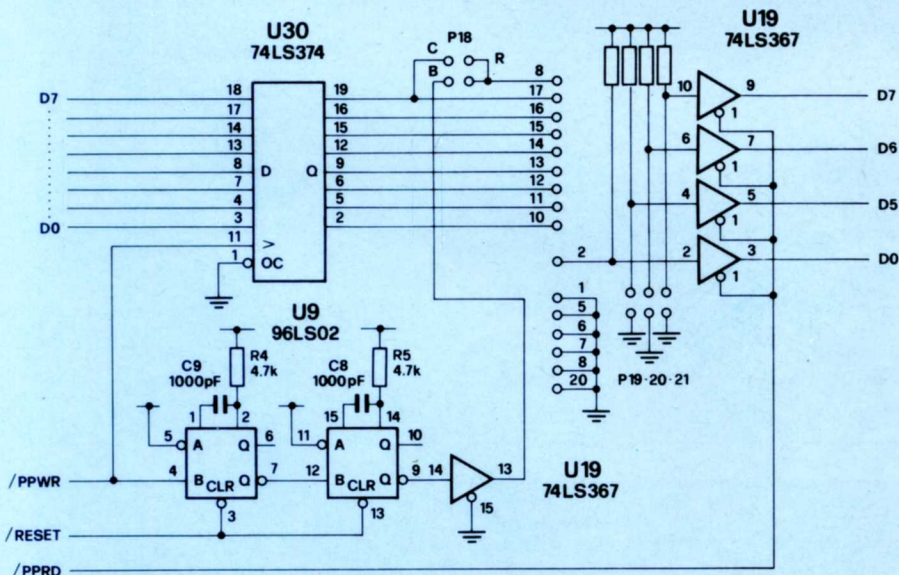 U30
74LS374
P18
C
R
B
U19
74LS367
D7
D0
18
17
14
13
8
7
4
3
11
1
D
Q
V
OC
19
16
15
12
9
6
5
2
8
17
16
15
14
13
12
11
10
2
1
5
6
7
8
20
10
9
1
D7
6
7
1
D6
4
5
1
D5
2
3
1
D0
P19·20·21
U9
96LS02
C9
1000pF
R4
4.7k
C8
1000pF
R5
4.7k
1
2
5
A
Q
6
4
B
CLR
Q
7
3
15
14
11
A
Q
10
12
B
CLR
Q
9
13
14
13
15
U19
74LS367
/PPWR
/RESET
/PPRD